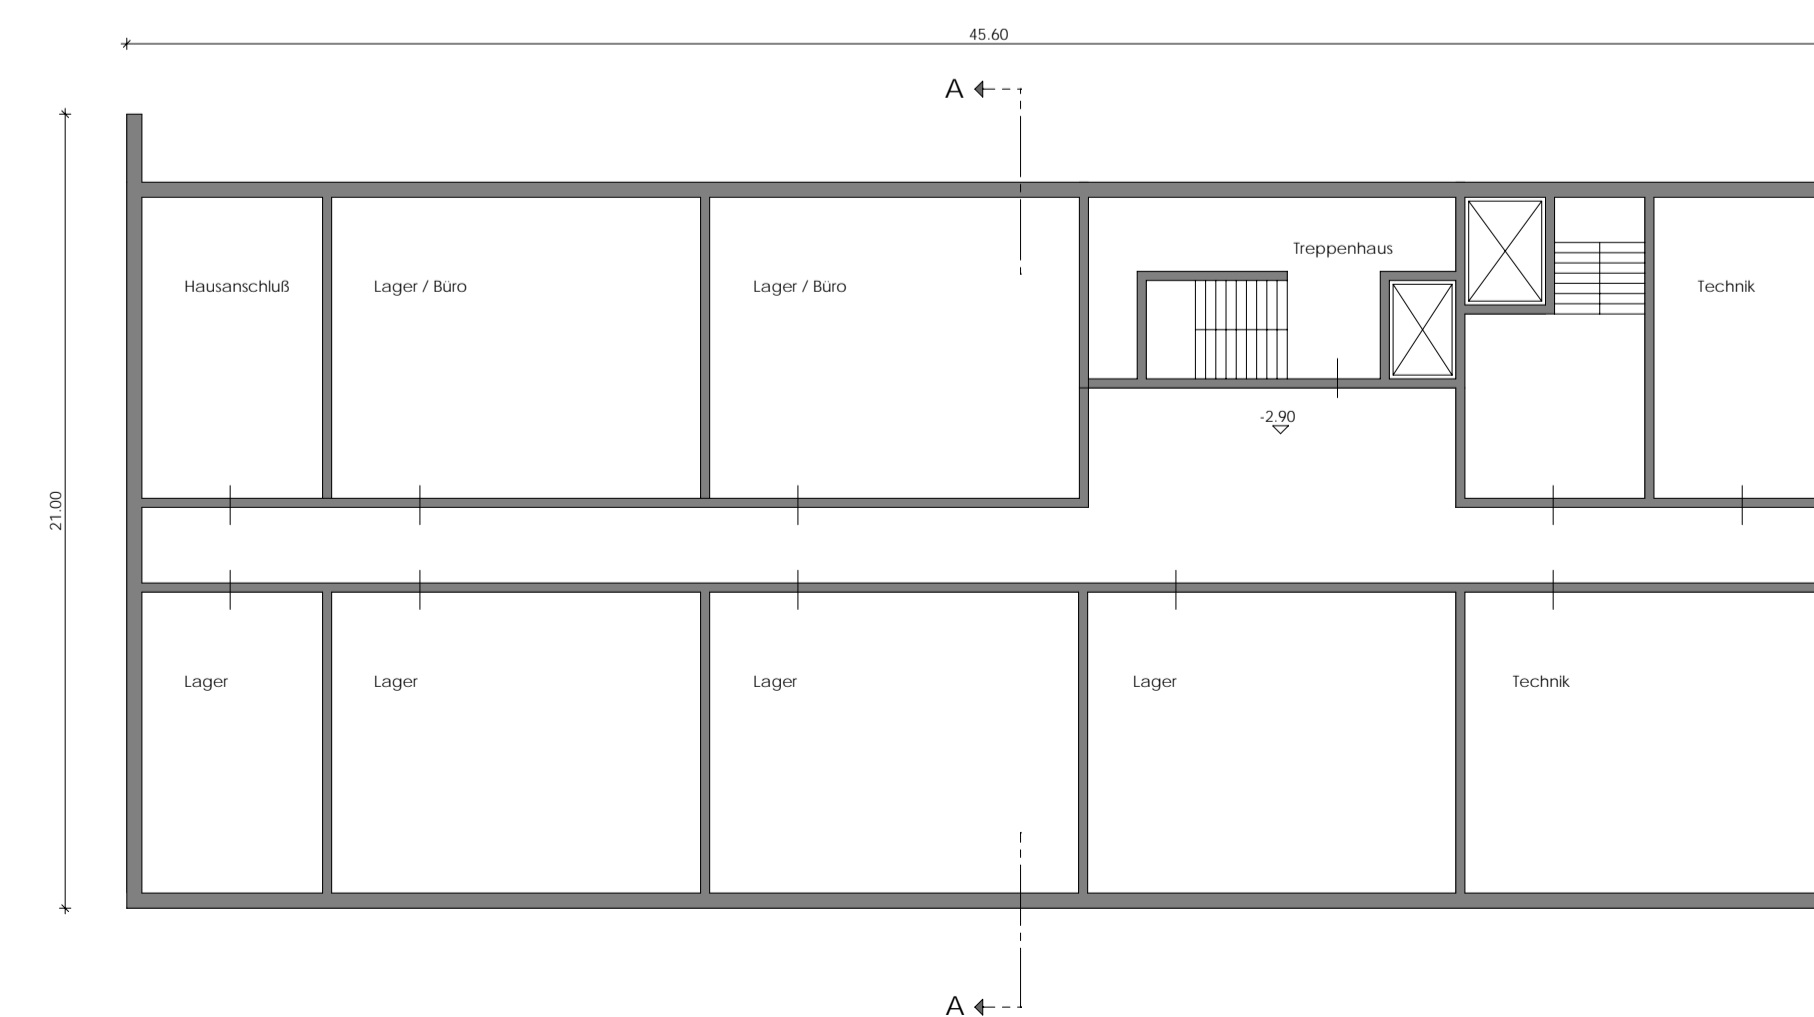 45.60
A
Treppenhaus
Hausanschluß
Lager / Büro
Lager / Büro
Technik
-2.90
21.00
Lager
Lager
Lager
Lager
Technik
A